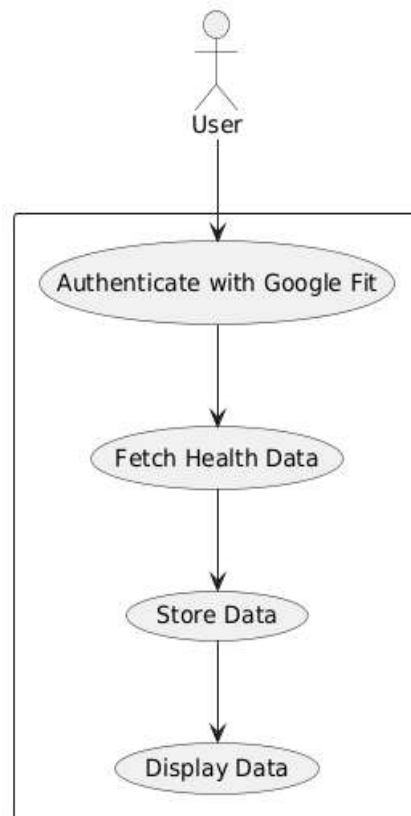 User
Authenticate with Google Fit
Fetch Health Data
Store Data
Display Data